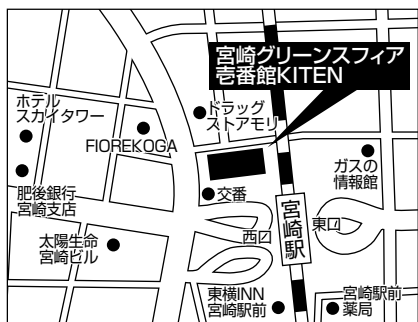 宮崎グリーンスフィア
壱番館KITEN
ホテル
スカイタワー
ドラッグ
ストアモリ
FIOREKOGA
ガスの
情報館
肥後銀行
宮崎支店
交番
宮崎駅
西口
東口
太陽生命
宮崎ビル
東横INN
宮崎駅前
宮崎駅前
薬局